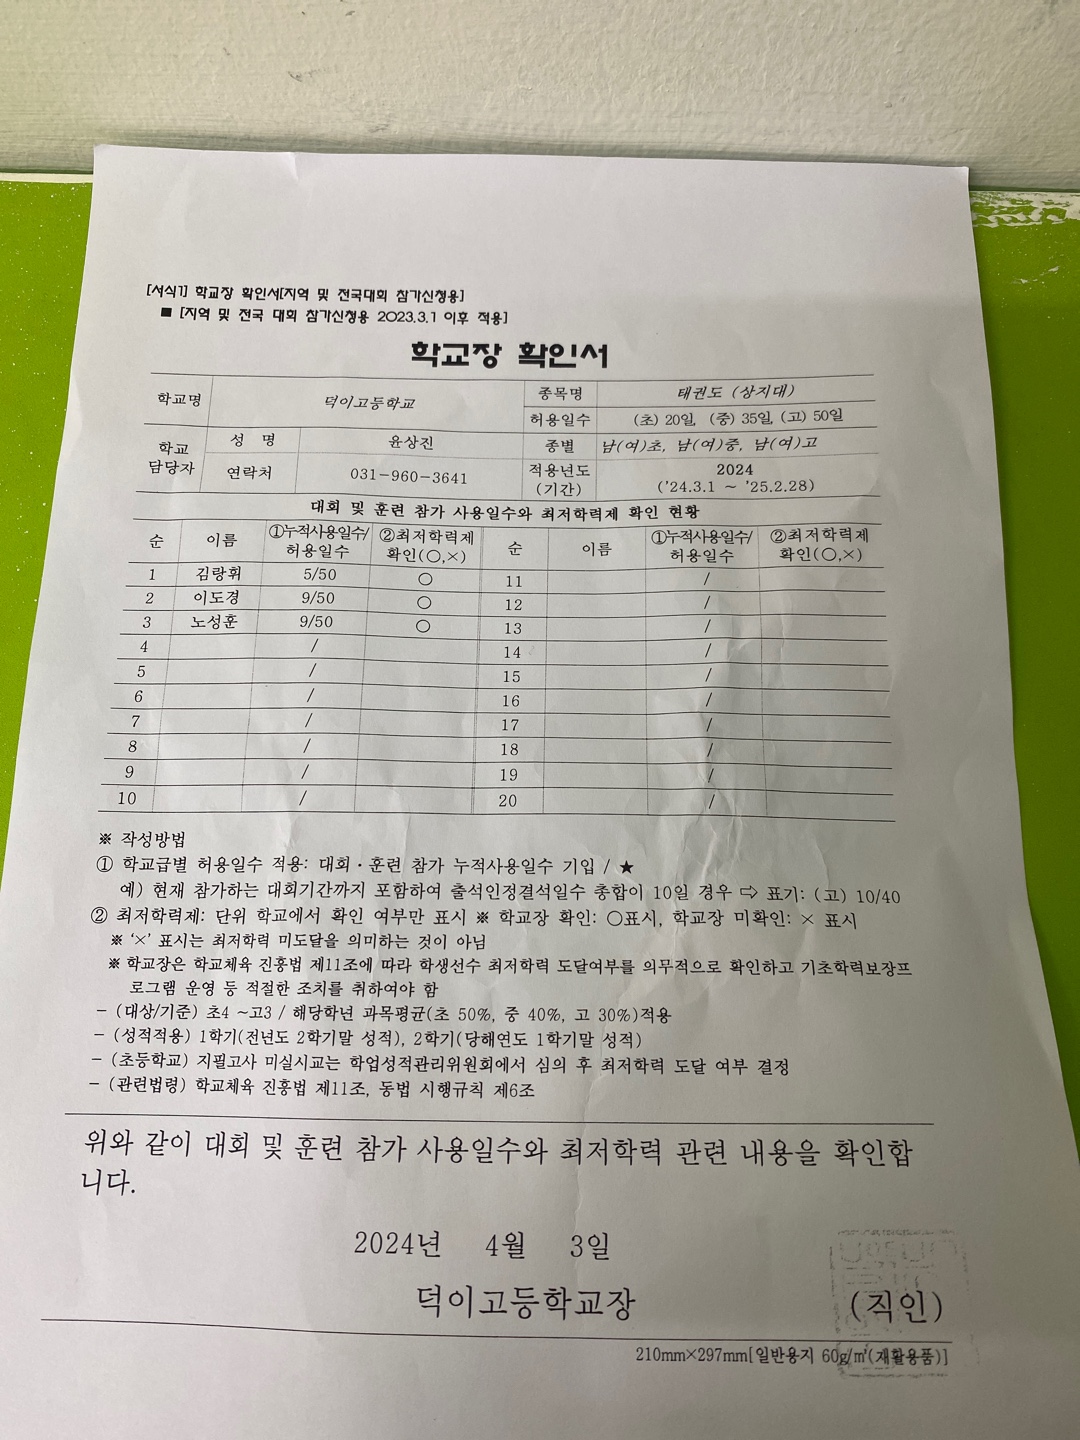 [서식1] 학교장 확인서[지역 및 전국대회 참가신청용]
■ [지역 및 전국 대회 참가신청용 2023.3.1 이후 적용]
학교장 확인서
학교명 덕이고등학교 종목명 태권도 (상지대)
허용일수 (초) 20일, (중) 35일, (고) 50일
학교 담당자 성 명 윤상진 종별 남(여)초, 남(여)중, 남(여)고
연락처 031-960-3641 적용년도 (기간) 2024 ('24.3.1 ~ '25.2.28)
대회 및 훈련 참가 사용일수와 최저학력제 확인 현황
순 이름 ①누적사용일수/허용일수 ②최저학력제 확인(○,×) 순 이름 ①누적사용일수/허용일수 ②최저학력제 확인(○,×)
1 김랑휘 5/50 ○ 11 /
2 이도경 9/50 ○ 12 /
3 노성훈 9/50 ○ 13 /
4 / 14 /
5 / 15 /
6 / 16 /
7 / 17 /
8 / 18 /
9 / 19 /
10 / 20 /
※ 작성방법
① 학교급별 허용일수 적용: 대회·훈련 참가 누적사용일수 기입 / ★
예) 현재 참가하는 대회기간까지 포함하여 출석인정결석일수 총합이 10일 경우 ⇨ 표기: (고) 10/40
② 최저학력제: 단위 학교에서 확인 여부만 표시 ※ 학교장 확인: ○표시, 학교장 미확인: × 표시
※ '×' 표시는 최저학력 미도달을 의미하는 것이 아님
※ 학교장은 학교체육 진흥법 제11조에 따라 학생선수 최저학력 도달여부를 의무적으로 확인하고 기초학력보장프
로그램 운영 등 적절한 조치를 취하여야 함
- (대상/기준) 초4 ~고3 / 해당학년 과목평균(초 50%, 중 40%, 고 30%)적용
- (성적적용) 1학기(전년도 2학기말 성적), 2학기(당해연도 1학기말 성적)
- (초등학교) 지필고사 미실시교는 학업성적관리위원회에서 심의 후 최저학력 도달 여부 결정
- (관련법령) 학교체육 진흥법 제11조, 동법 시행규칙 제6조
위와 같이 대회 및 훈련 참가 사용일수와 최저학력 관련 내용을 확인합
니다.
2024년 4월 3일
덕이고등학교장 (직인)
210mm×297mm[일반용지 60g/㎡(재활용품)]